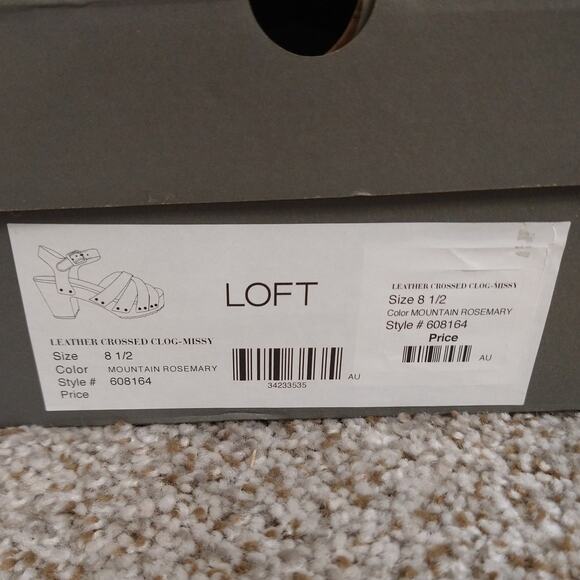 LOFT
LEATHER CROSSED CLOG-MISSY
Size 8 1/2
Color MOUNTAIN ROSEMARY
Style # 608164
Price
34233535
AU
LEATHER CROSSED CLOG-MISSY
Size 8 1/2
Color MOUNTAIN ROSEMARY
Style # 608164
Price
AU